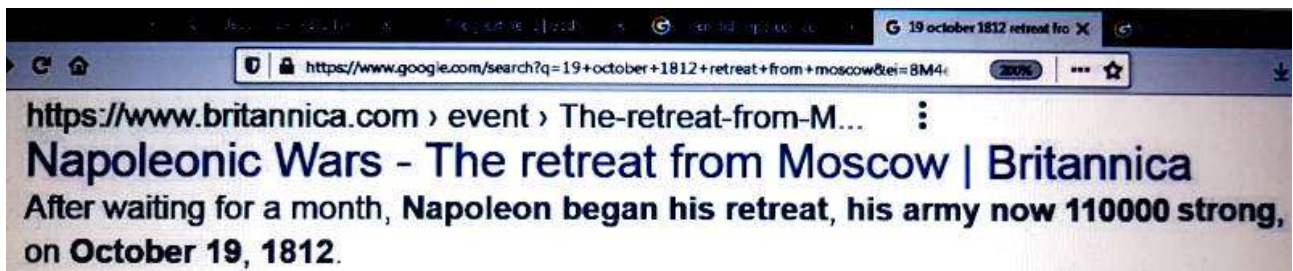 19 october 1812 retreat fro
https://www.google.com/search?q=19+october+1812+retreat+from+moscow&ei=8M4
200%
https://www.britannica.com › event › The-retreat-from-M...
Napoleonic Wars - The retreat from Moscow | Britannica
After waiting for a month, Napoleon began his retreat, his army now 110000 strong,
on October 19, 1812.